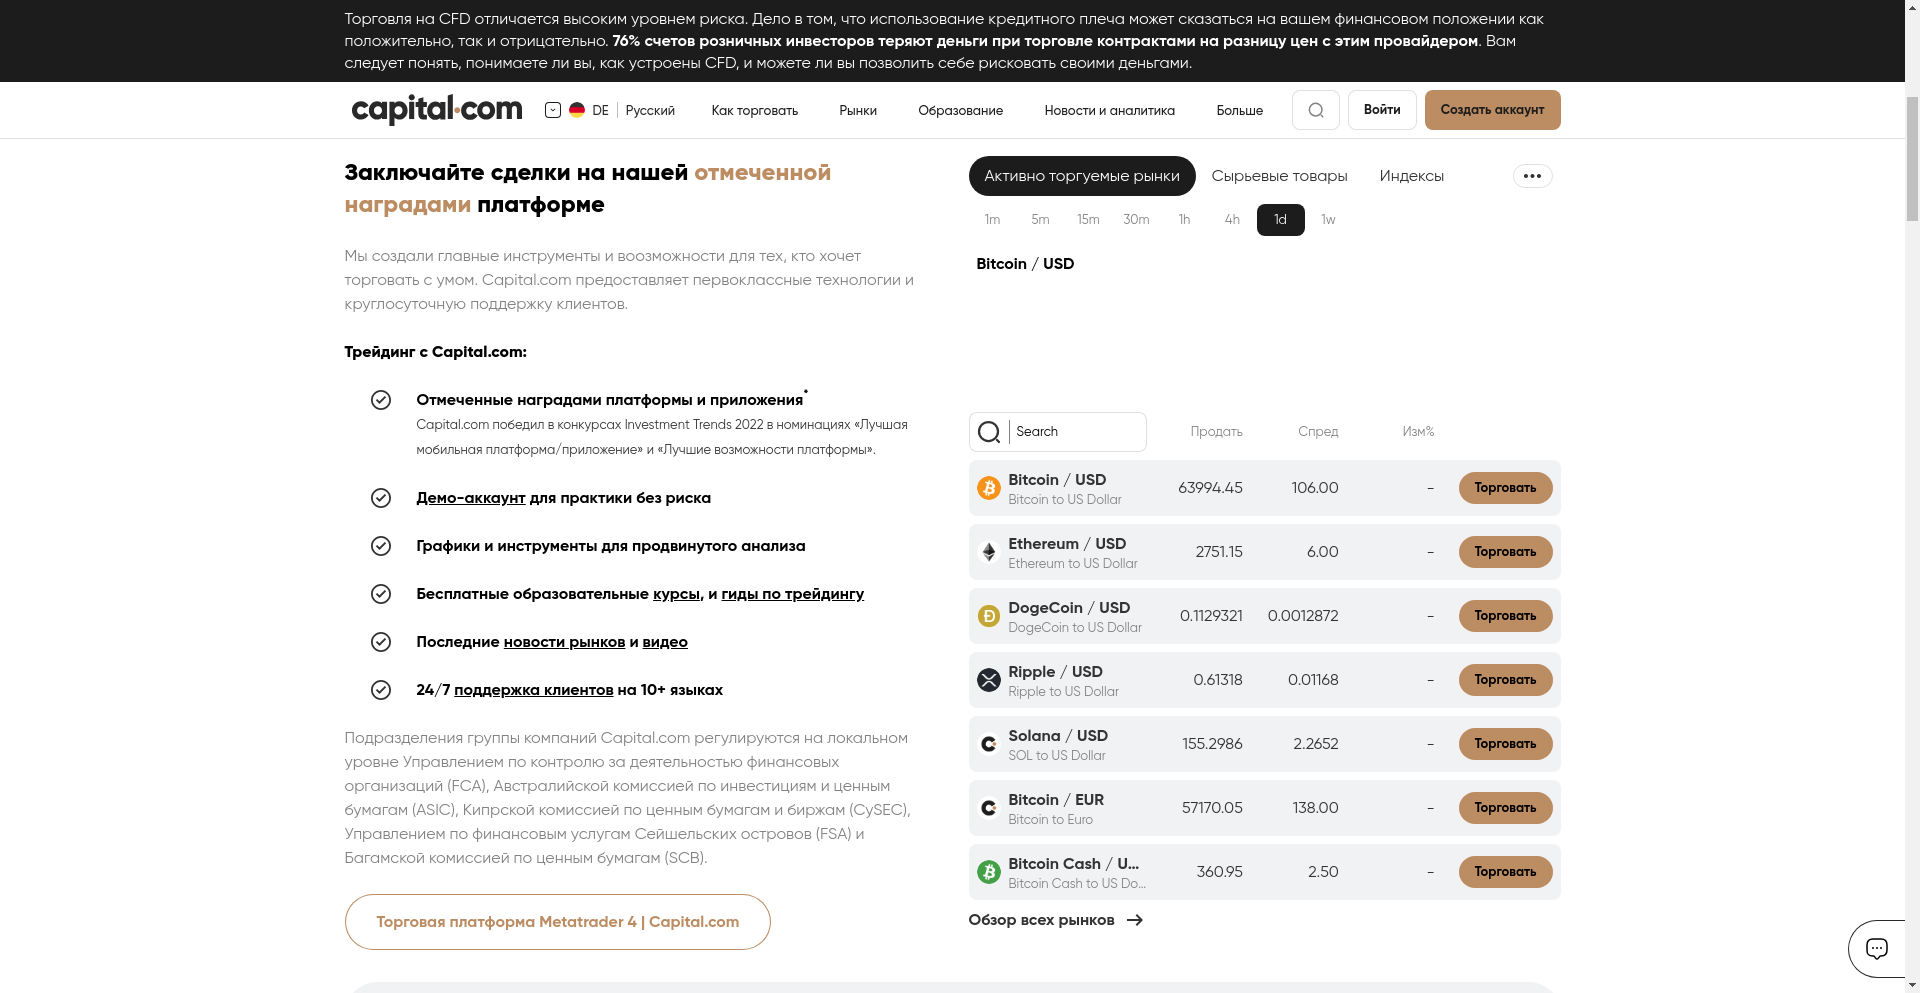 Торговля на CFD отличается высоким уровнем риска. Дело в том, что использование кредитного плеча может сказаться на вашем финансовом положении как
положительно, так и отрицательно. 76% счетов розничных инвесторов теряют деньги при торговле контрактами на разницу цен с этим провайдером. Вам
следует понять, понимаете ли вы, как устроены CFD, и можете ли вы позволить себе рисковать своими деньгами.
capital.com
DE
Русский
Как торговать
Рынки
Образование
Новости и аналитика
Больше
Войти
Создать аккаунт
Заключайте сделки на нашей отмеченной
наградами платформе
Мы создали главные инструменты и воозможности для тех, кто хочет
торговать с умом. Capital.com предоставляет первоклассные технологии и
круглосуточную поддержку клиентов.
Трейдинг с Capital.com:
Отмеченные наградами платформы и приложения*
Capital.com победил в конкурсах Investment Trends 2022 в номинациях «Лучшая
мобильная платформа/приложение» и «Лучшие возможности платформы».
Демо-аккаунт для практики без риска
Графики и инструменты для продвинутого анализа
Бесплатные образовательные курсы, и гиды по трейдингу
Последние новости рынков и видео
24/7 поддержка клиентов на 10+ языках
Подразделения группы компаний Capital.com регулируются на локальном
уровне Управлением по контролю за деятельностью финансовых
организаций (FCA), Австралийской комиссией по инвестициям и ценным
бумагам (ASIC), Кипрской комиссией по ценным бумагам и биржам (CySEC),
Управлением по финансовым услугам Сейшельских островов (FSA) и
Багамской комиссией по ценным бумагам (SCB).
Торговая платформа Metatrader 4 | Capital.com
Активно торгуемые рынки
Сырьевые товары
Индексы
1m 5m 15m 30m 1h 4h 1d 1w
Bitcoin / USD
Search
Продать Спред Изм%
Bitcoin / USD
Bitcoin to US Dollar
63994.45 106.00 - Торговать
Ethereum / USD
Ethereum to US Dollar
2751.15 6.00 - Торговать
DogeCoin / USD
DogeCoin to US Dollar
0.1129321 0.0012872 - Торговать
Ripple / USD
Ripple to US Dollar
0.61318 0.01168 - Торговать
Solana / USD
SOL to US Dollar
155.2986 2.2652 - Торговать
Bitcoin / EUR
Bitcoin to Euro
57170.05 138.00 - Торговать
Bitcoin Cash / U...
Bitcoin Cash to US Do...
360.95 2.50 - Торговать
Обзор всех рынков